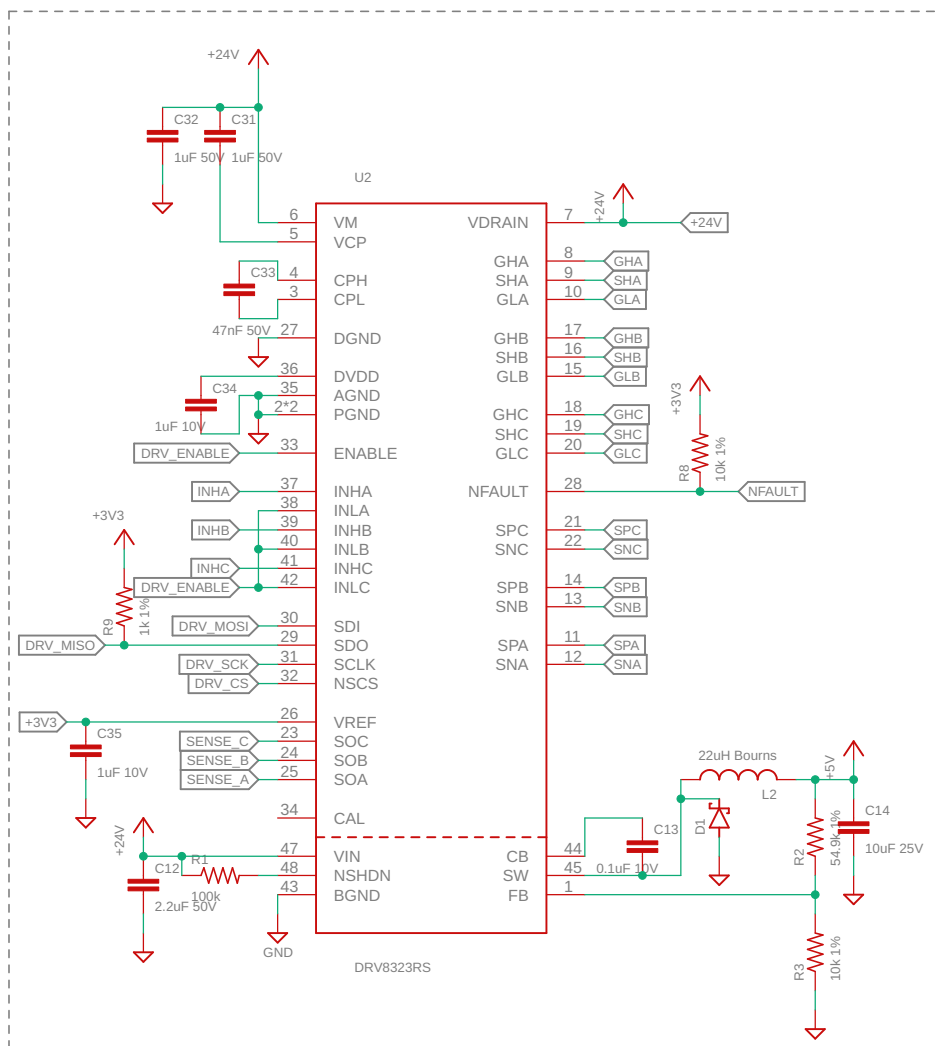 +24V
C32
C31
1uF 50V
1uF 50V
U2
+24V
6 VM
VDRAIN 7
+24V
5 VCP
C33
4 CPH
3 CPL
47nF 50V
GHA 8 GHA
SHA 9 SHA
GLA 10 GLA
27 DGND
GHB 17 GHB
SHB 16 SHB
GLB 15 GLB
36 DVDD
C34
35 AGND
2*2 PGND
1uF 10V
+3V3
GHC 18 GHC
SHC 19 SHC
GLC 20 GLC
R8
10k 1%
DRV_ENABLE 33 ENABLE
INHA 37 INHA
NFAULT 28 NFAULT
38 INLA
INHB 39 INHB
40 INLB
INHC 41 INHC
DRV_ENABLE 42 INLC
SPC 21 SPC
SNC 22 SNC
SPB 14 SPB
SNB 13 SNB
+3V3
R9
1k 1%
DRV_MOSI 30 SDI
DRV_MISO 29 SDO
DRV_SCK 31 SCLK
DRV_CS 32 NSCS
SPA 11 SPA
SNA 12 SNA
+3V3 26 VREF
C35
1uF 10V
SENSE_C 23 SOC
SENSE_B 24 SOB
SENSE_A 25 SOA
34 CAL
22uH Bourns
L2
+5V
D1
C13
0.1uF 10V
R2
54.9k 1%
C14
10uF 25V
+24V
47 VIN
R1
C12
100k
2.2uF 50V
48 NSHDN
43 BGND
CB 44
SW 45
FB 1
GND
R3
10k 1%
DRV8323RS